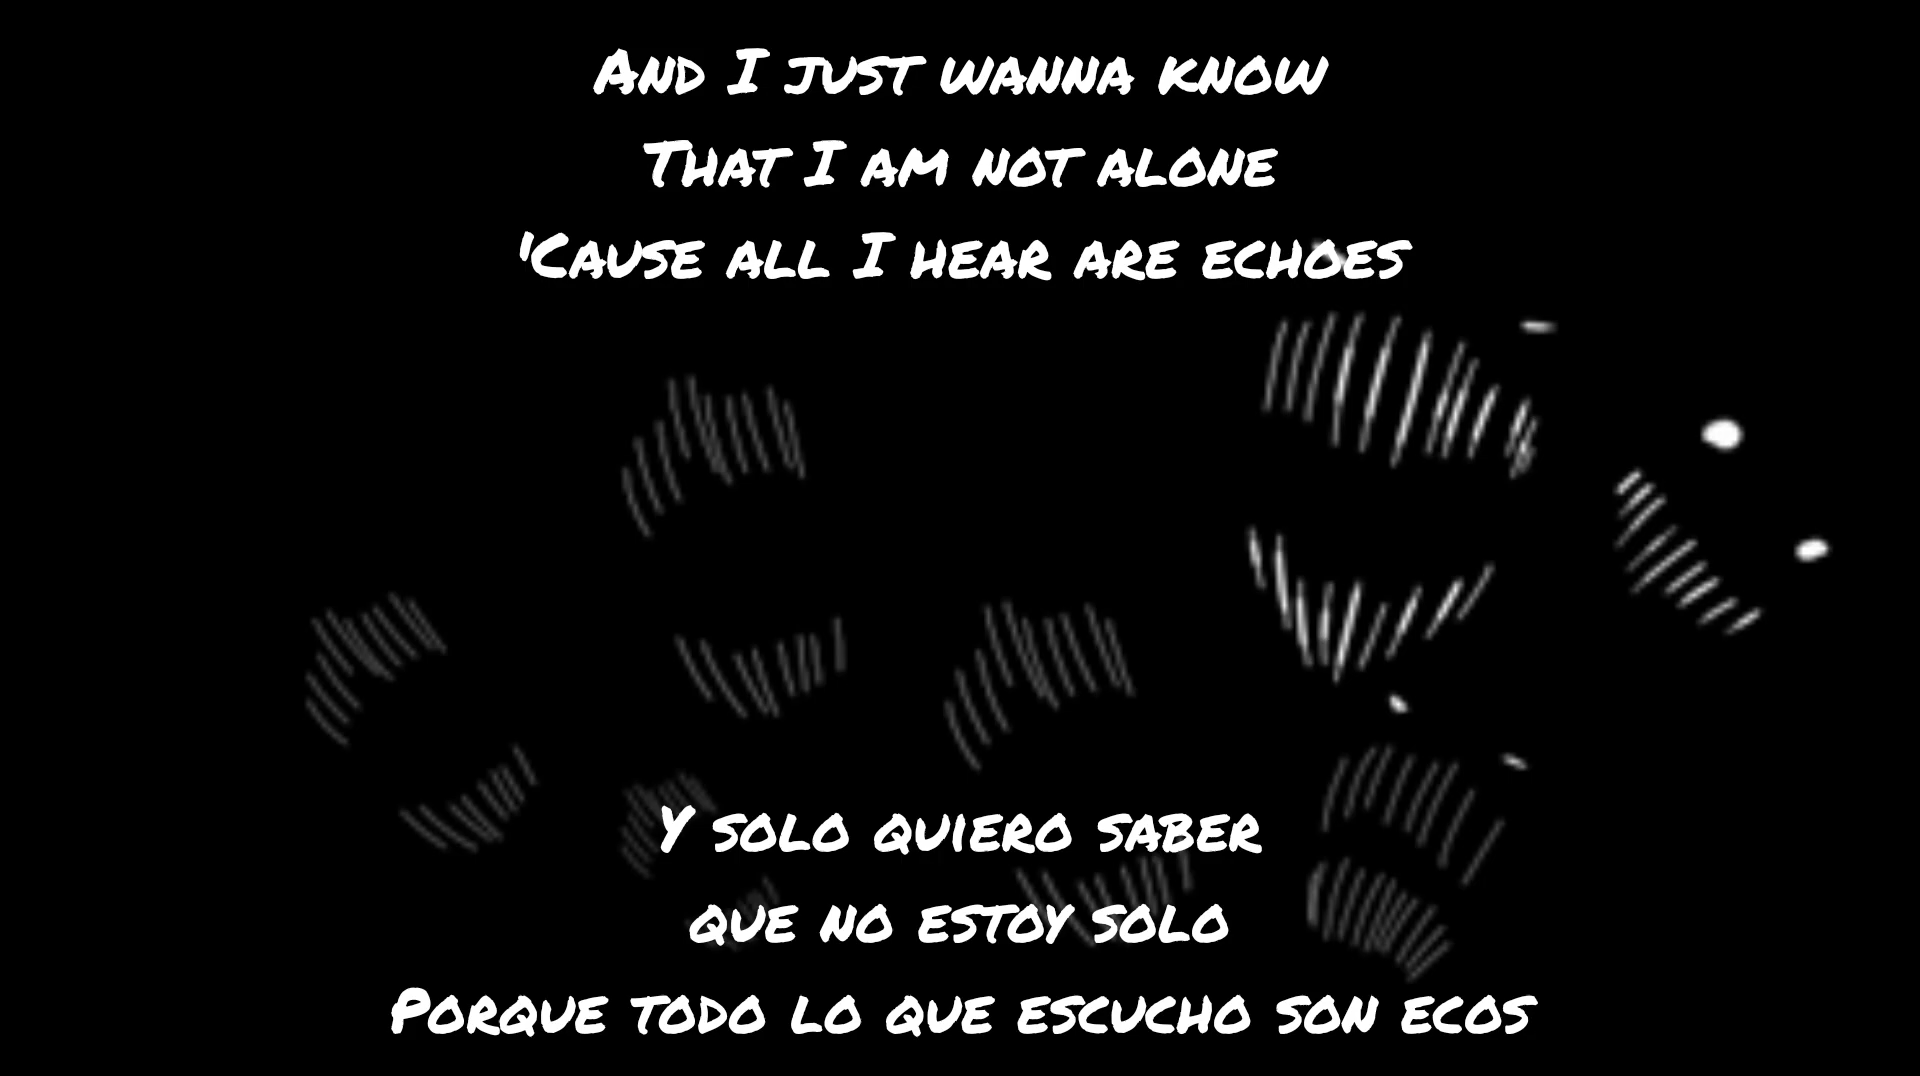 And I just wanna know
That I am not alone
'Cause all I hear are echoes
Y solo quiero saber
que no estoy solo
Porque todo lo que escucho son ecos